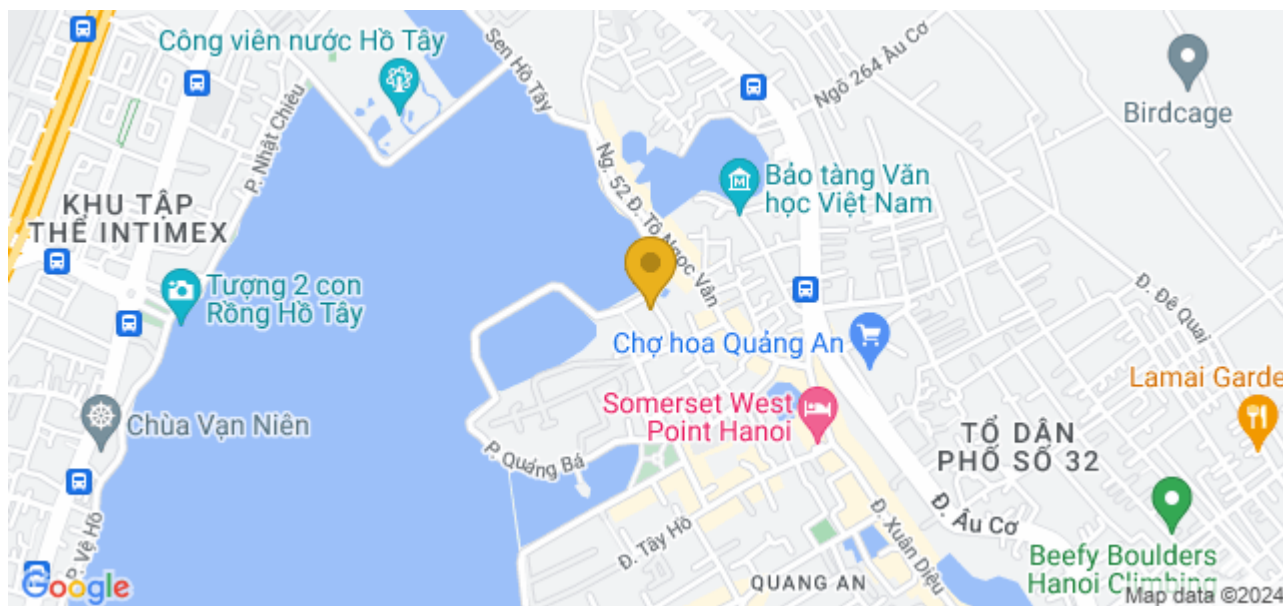 Công viên nước Hồ Tây
Sen Hồ Tây
Ngõ 264 Âu Cơ
Birdcage
P. Nhật Chiêu
Ng. 52 Đ. Tô Ngọc Vân
Bảo tàng Văn
học Việt Nam
KHU TẬP
THỂ INTIMEX
Tượng 2 con
Rồng Hồ Tây
Đ. Đê Quai
Chợ hoa Quảng An
Lamai Garde
Somerset West
Point Hanoi
Chùa Vạn Niên
TỔ DÂN
PHỐ SỐ 32
P. Quảng Bá
P. Vệ Hồ
Đ. Tây Hồ
Đ. Xuân Diệu
Đ. Âu Cơ
Beefy Boulders
Hanoi Climbing
QUANG AN
Google
Map data ©2024